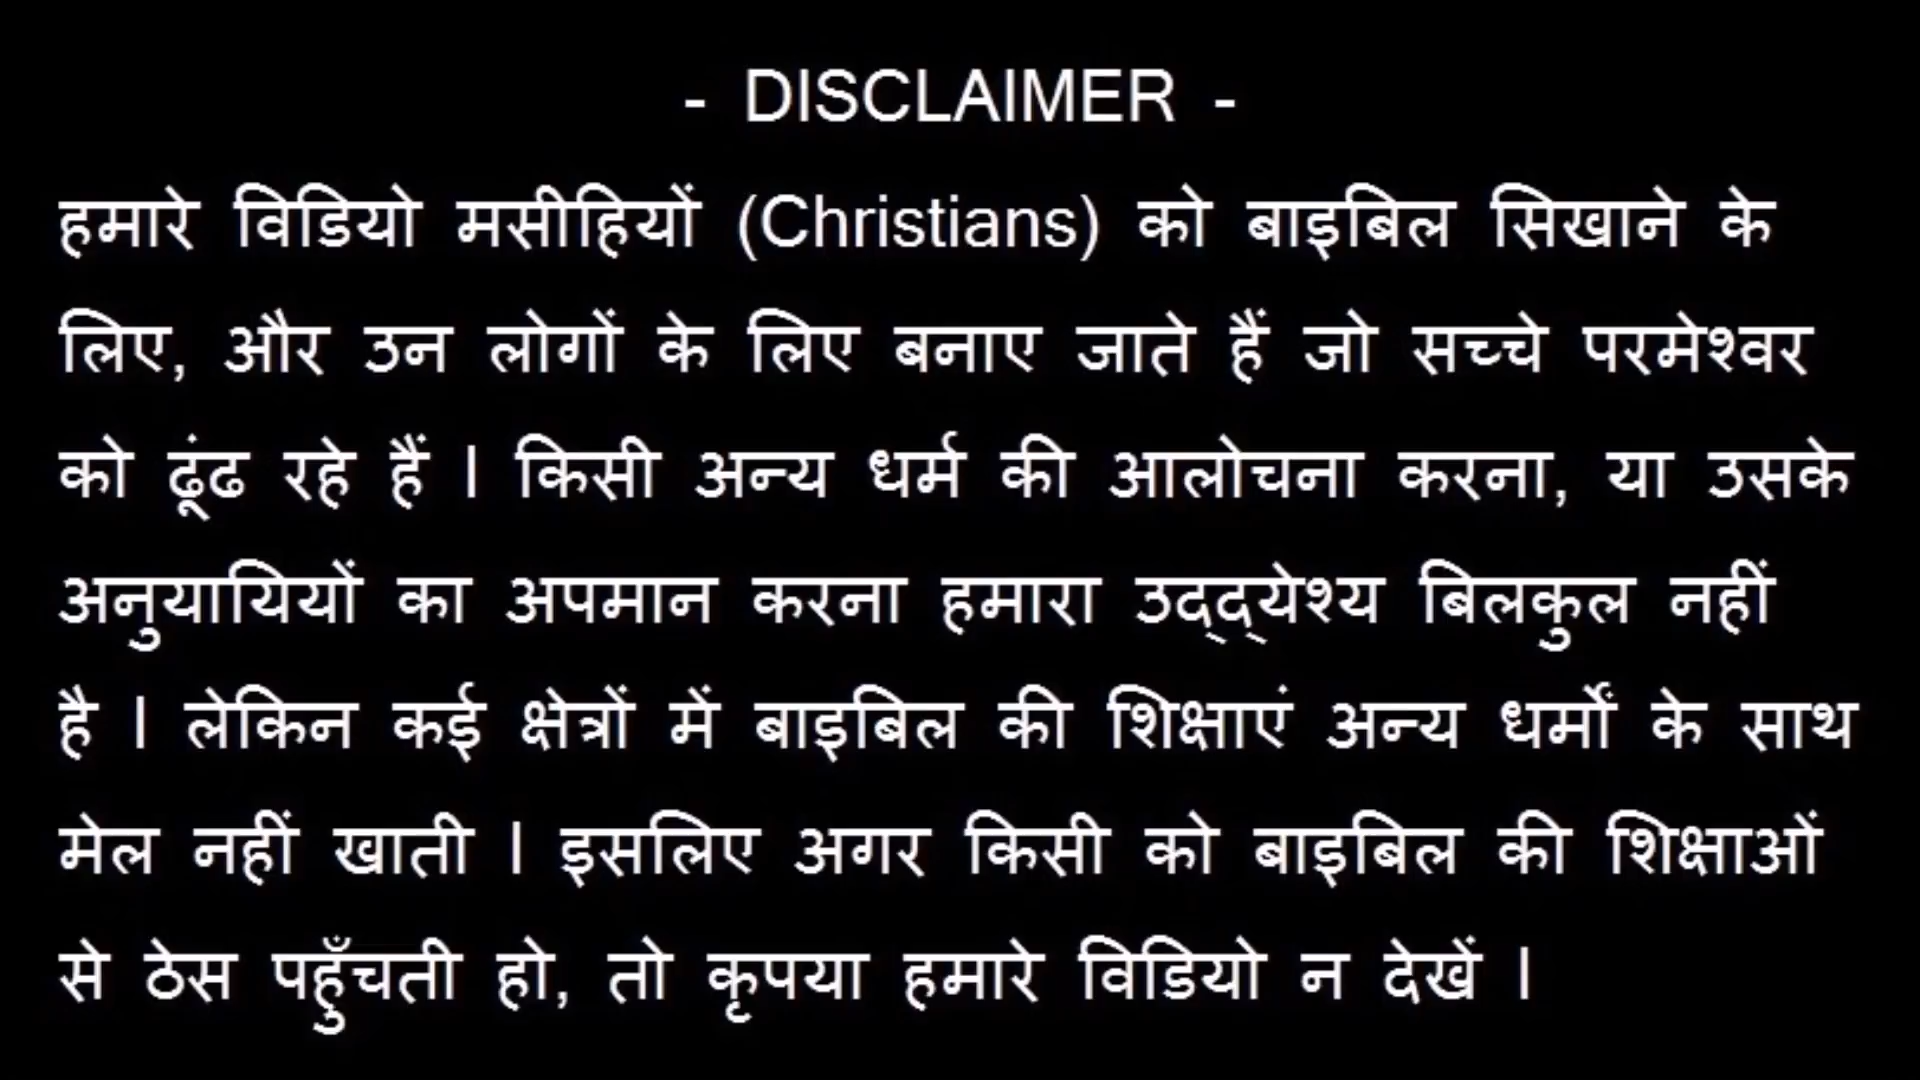 - DISCLAIMER -
हमारे विडियो मसीहियों (Christians) को बाइबिल सिखाने के
लिए, और उन लोगों के लिए बनाए जाते हैं जो सच्चे परमेश्वर
को ढूंढ रहे हैं । किसी अन्य धर्म की आलोचना करना, या उसके
अनुयायियों का अपमान करना हमारा उद्द्येश्य बिलकुल नहीं
है । लेकिन कई क्षेत्रों में बाइबिल की शिक्षाएं अन्य धर्मों के साथ
मेल नहीं खाती । इसलिए अगर किसी को बाइबिल की शिक्षाओं
से ठेस पहुँचती हो, तो कृपया हमारे विडियो न देखें ।